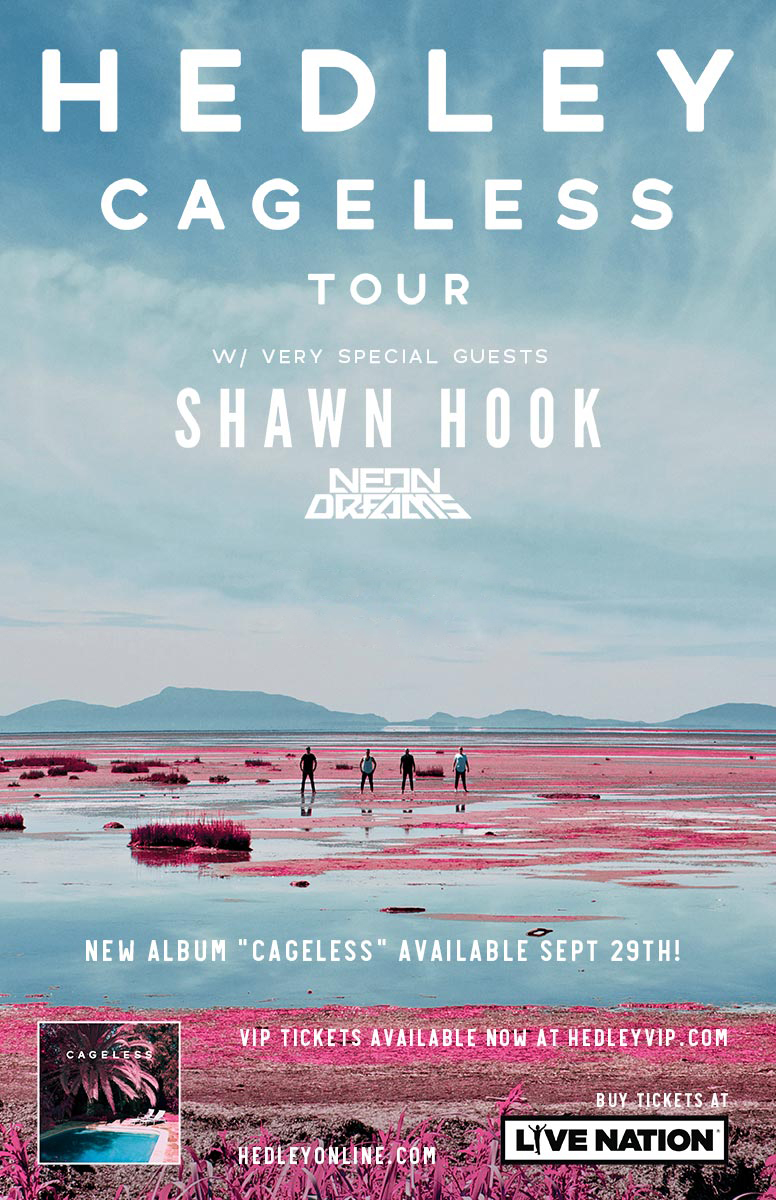 HEDLEY
CAGELESS
TOUR
W/ VERY SPECIAL GUESTS
SHAWN HOOK
NEON
DREAMS
NEW ALBUM "CAGELESS" AVAILABLE SEPT 29TH!
CAGELESS
VIP TICKETS AVAILABLE NOW AT HEDLEYVIP.COM
BUY TICKETS AT
LIVE NATION
HEDLEYONLINE.COM